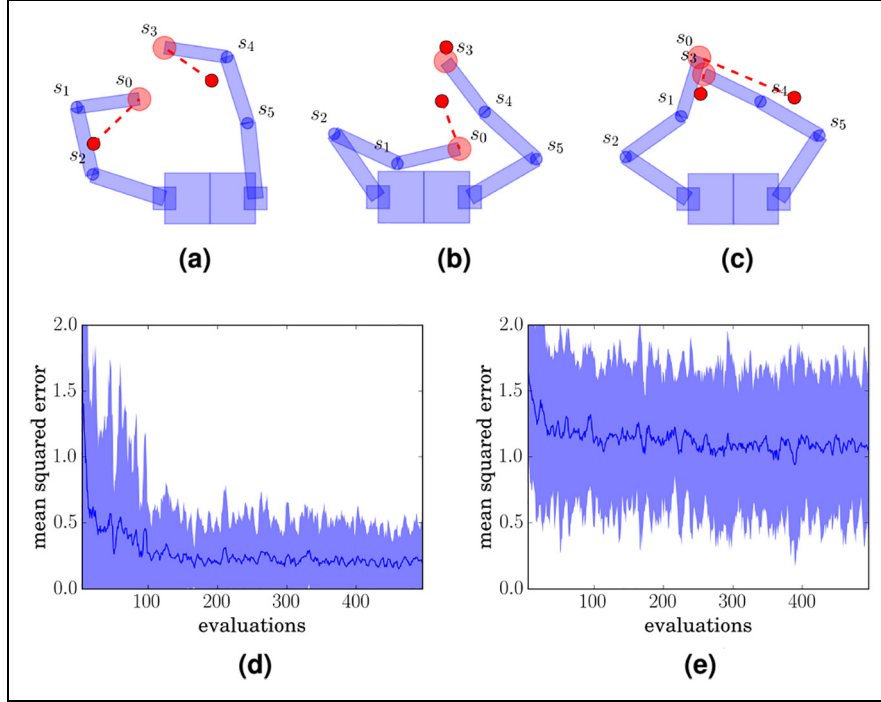 s3 s4 s1 s0 s5 s2
s3 s4 s2 s1 s0 s5
s0 s3 s4 s1 s2 s5
(a) (b) (c)
2.0 2.0
1.5 1.5
mean squared error mean squared error
1.0 1.0
0.5 0.5
0.0 0.0
100 200 300 400 100 200 300 400
evaluations evaluations
(d) (e)